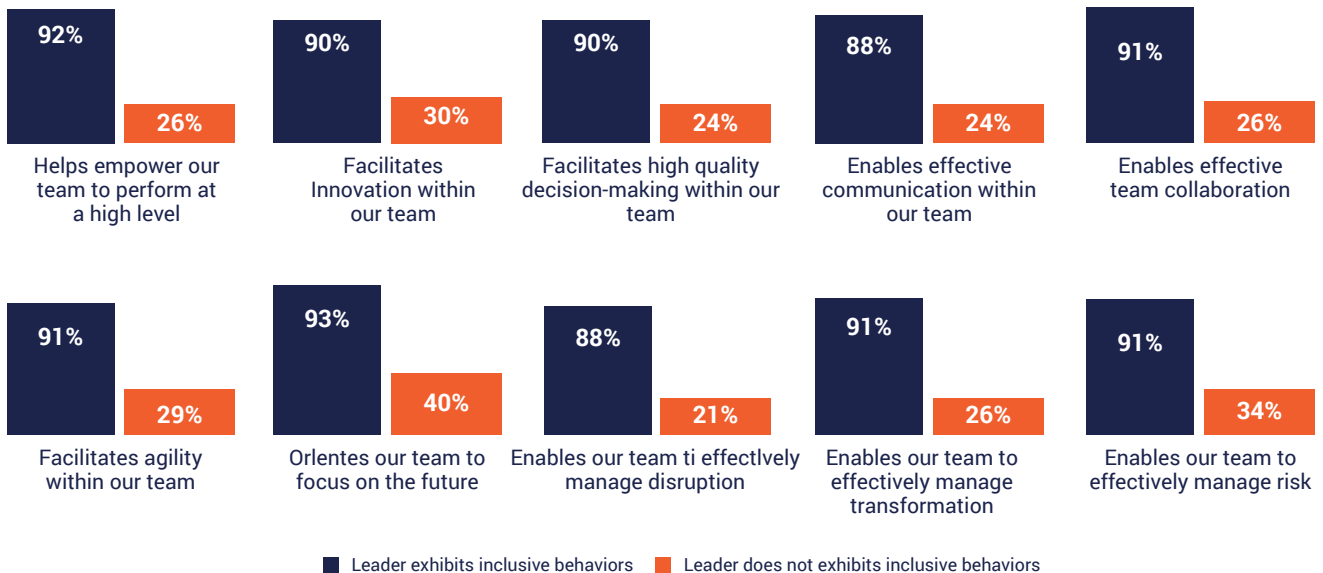 92%
26%
Helps empower our
team to perform at
a high level
90%
30%
Facilitates
Innovation within
our team
90%
24%
Facilitates high quality
decision-making within our
team
88%
24%
Enables effective
communication within
our team
91%
26%
Enables effective
team collaboration
91%
29%
Facilitates agility
within our team
93%
40%
Orlentes our team to
focus on the future
88%
21%
Enables our team ti effectlvely
manage disruption
91%
26%
Enables our team to
effectively manage
transformation
91%
34%
Enables our team to
effectively manage risk
Leader exhibits inclusive behaviors
Leader does not exhibits inclusive behaviors